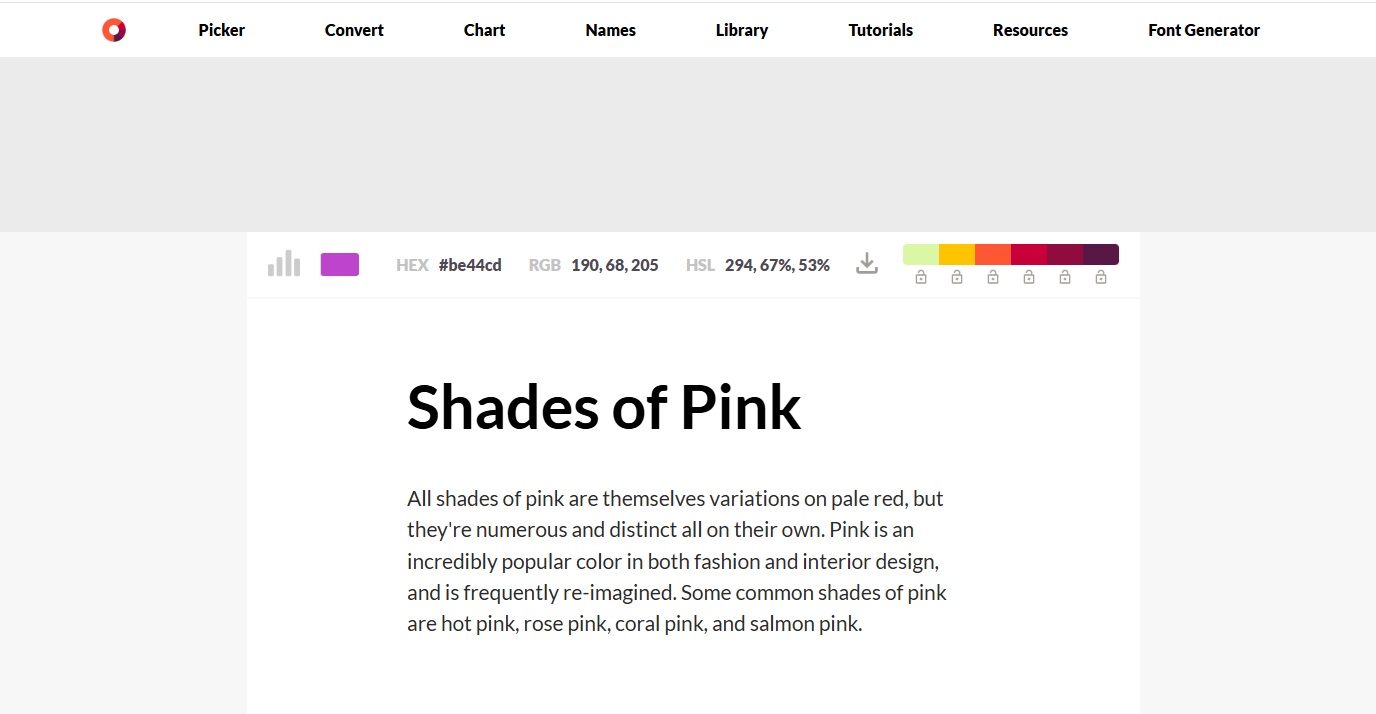 Picker Convert Chart Names Library Tutorials Resources Font Generator
HEX #be44cd RGB 190, 68, 205 HSL 294, 67%, 53%
Shades of Pink
All shades of pink are themselves variations on pale red, but
they're numerous and distinct all on their own. Pink is an
incredibly popular color in both fashion and interior design,
and is frequently re-imagined. Some common shades of pink
are hot pink, rose pink, coral pink, and salmon pink.